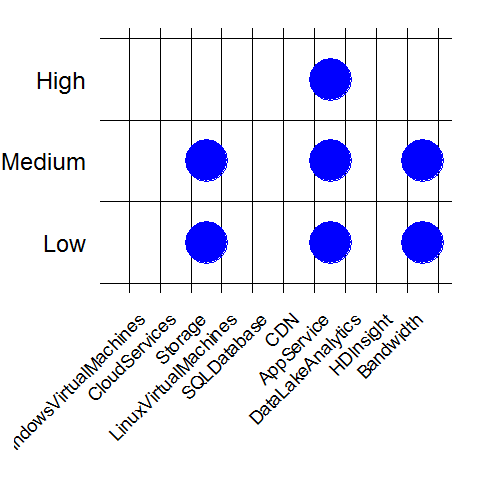 High
Medium
Low
ndowsVirtualMachines
CloudServices
Storage
LinuxVirtualMachines
SQLDatabase
CDN
AppService
DataLakeAnalytics
HDInsight
Bandwidth